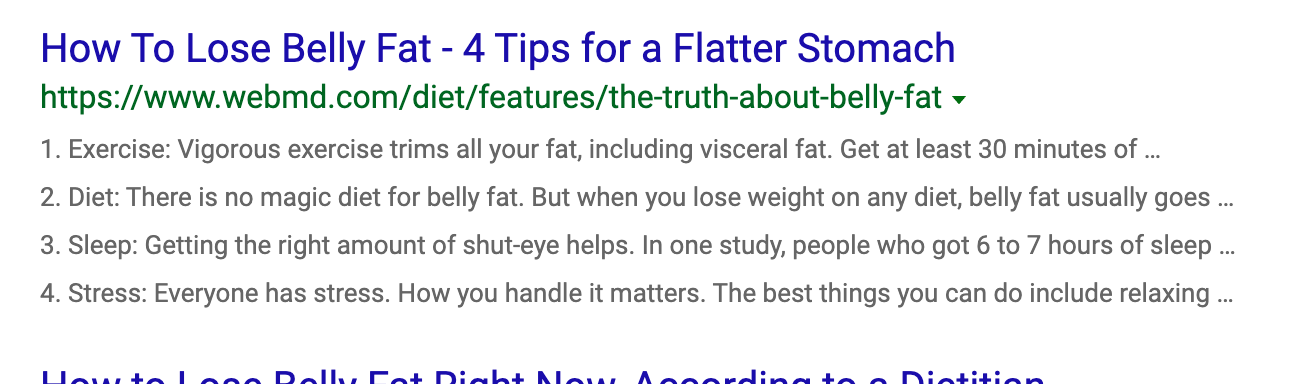 How To Lose Belly Fat - 4 Tips for a Flatter Stomach
https://www.webmd.com/diet/features/the-truth-about-belly-fat
1. Exercise: Vigorous exercise trims all your fat, including visceral fat. Get at least 30 minutes of ...
2. Diet: There is no magic diet for belly fat. But when you lose weight on any diet, belly fat usually goes ...
3. Sleep: Getting the right amount of shut-eye helps. In one study, people who got 6 to 7 hours of sleep ...
4. Stress: Everyone has stress. How you handle it matters. The best things you can do include relaxing ...
How to Lose Belly Fat Right Now, According to a Dietitian